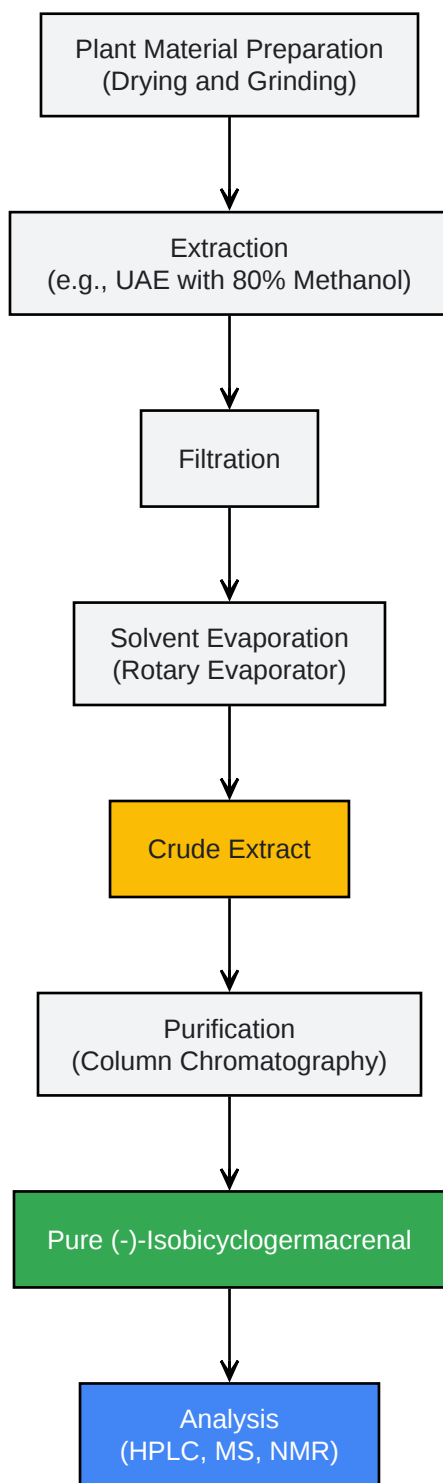 Plant Material Preparation
(Drying and Grinding)
Extraction
(e.g., UAE with 80% Methanol)
Filtration
Solvent Evaporation
(Rotary Evaporator)
Crude Extract
Purification
(Column Chromatography)
Pure (-)-Isobicyclogermacrenal
Analysis
(HPLC, MS, NMR)